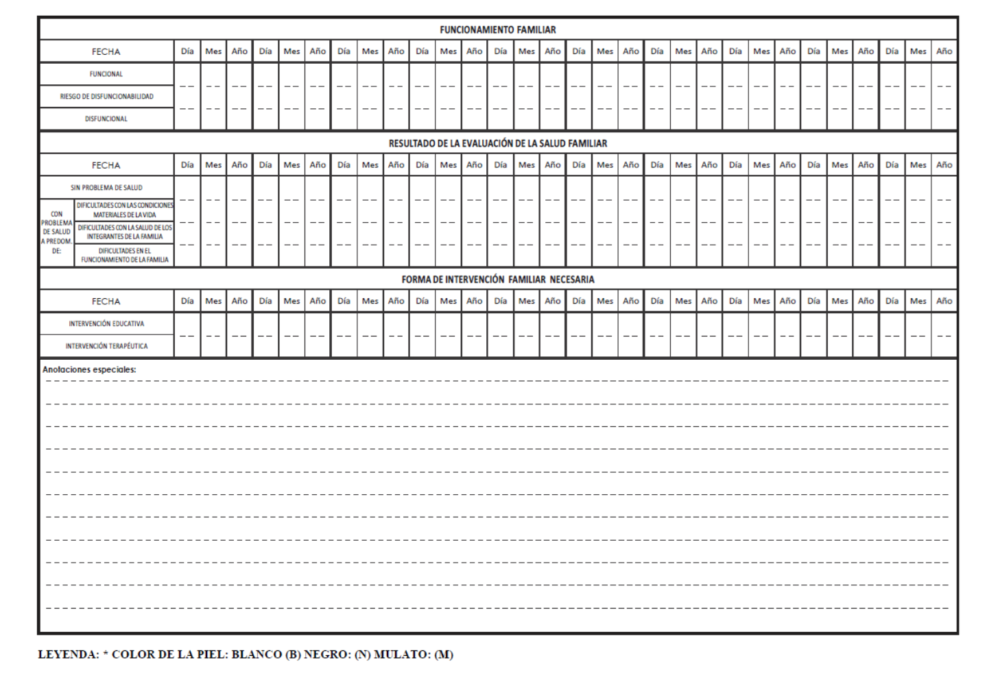 FUNCIONAMIENTO FAMILIAR
FECHA Día Mes Año Día Mes Año Día Mes Año Día Mes Año Día Mes Año Día Mes Año Día Mes Año Día Mes Año Día Mes Año Día Mes Año
FUNCIONAL
RIESGO DE DISFUNCIONABILIDAD
DISFUNCIONAL
RESULTADO DE LA EVALUACIÓN DE LA SALUD FAMILIAR
FECHA Día Mes Año Día Mes Año Día Mes Año Día Mes Año Día Mes Año Día Mes Año Día Mes Año Día Mes Año Día Mes Año Día Mes Año
SIN PROBLEMA DE SALUD
CON
PROBLEMA
DE SALUD
A PREDOM.
DE:
DIFICULTADES CON LAS CONDICIONES
MATERIALES DE LA VIDA
DIFICULTADES CON LA SALUD DE LOS
INTEGRANTES DE LA FAMILIA
DIFICULTADES EN EL
FUNCIONAMIENTO DE LA FAMILIA
FORMA DE INTERVENCIÓN FAMILIAR NECESARIA
FECHA Día Mes Año Día Mes Año Día Mes Año Día Mes Año Día Mes Año Día Mes Año Día Mes Año Día Mes Año Día Mes Año Día Mes Año
INTERVENCIÓN EDUCATIVA
INTERVENCIÓN TERAPÉUTICA
Anotaciones especiales:
LEYENDA: * COLOR DE LA PIEL: BLANCO (B) NEGRO: (N) MULATO: (M)